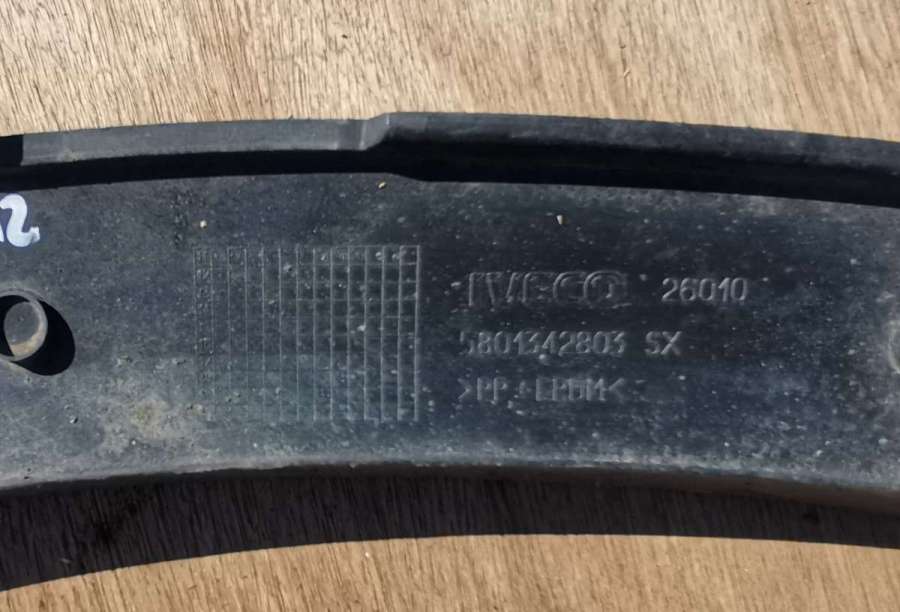 IVECO 26010
5801342803 SX
>PP+EPDM<